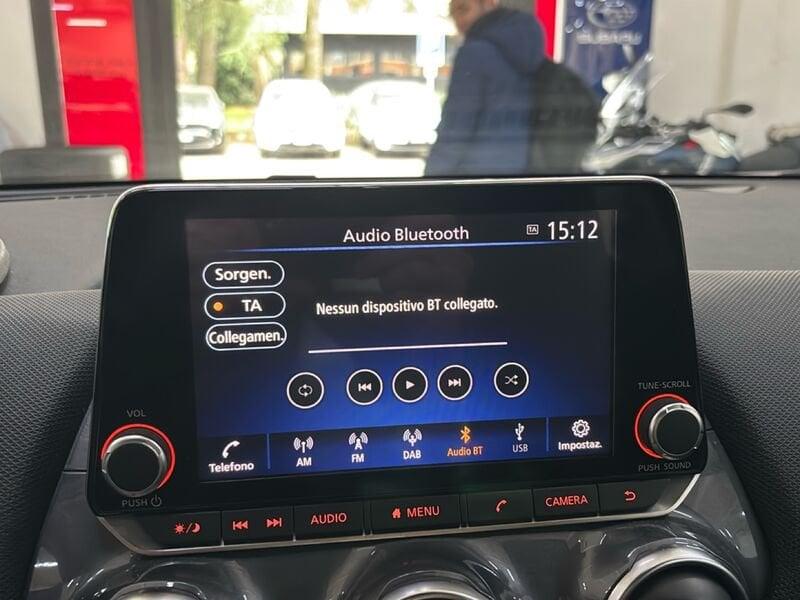 SUBARU
Audio Bluetooth
TA
15:12
Sorgen.
TA
Nessun dispositivo BT collegato.
Collegamen.
VOL
TUNE·SCROLL
Telefono
AM
FM
DAB
Audio BT
USB
Impostaz.
PUSH
PUSH SOUND
AUDIO
MENU
CAMERA